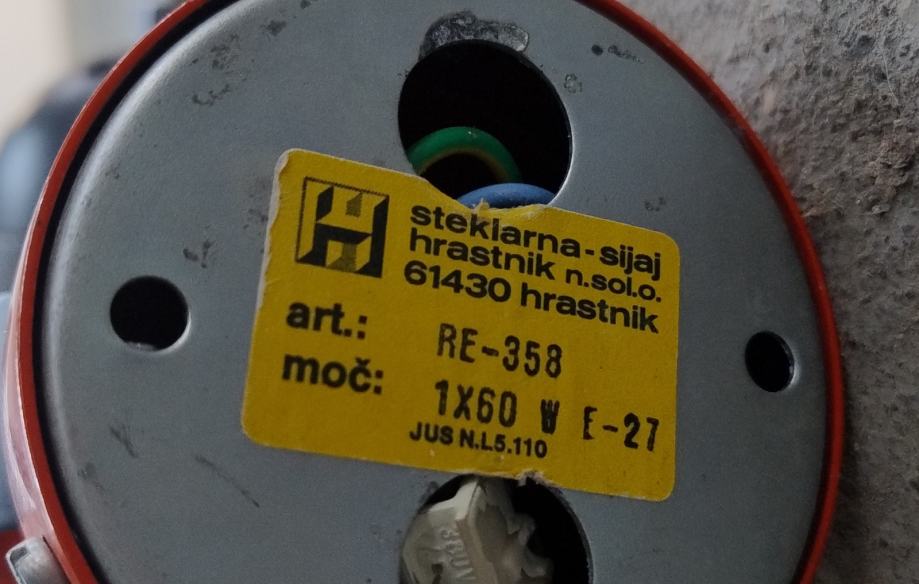 steklarna-sijaj
hrastnik n.sol.o.
61430 hrastnik
art.: RE-358
moč: 1X60 W E-27
JUS N.L5.110